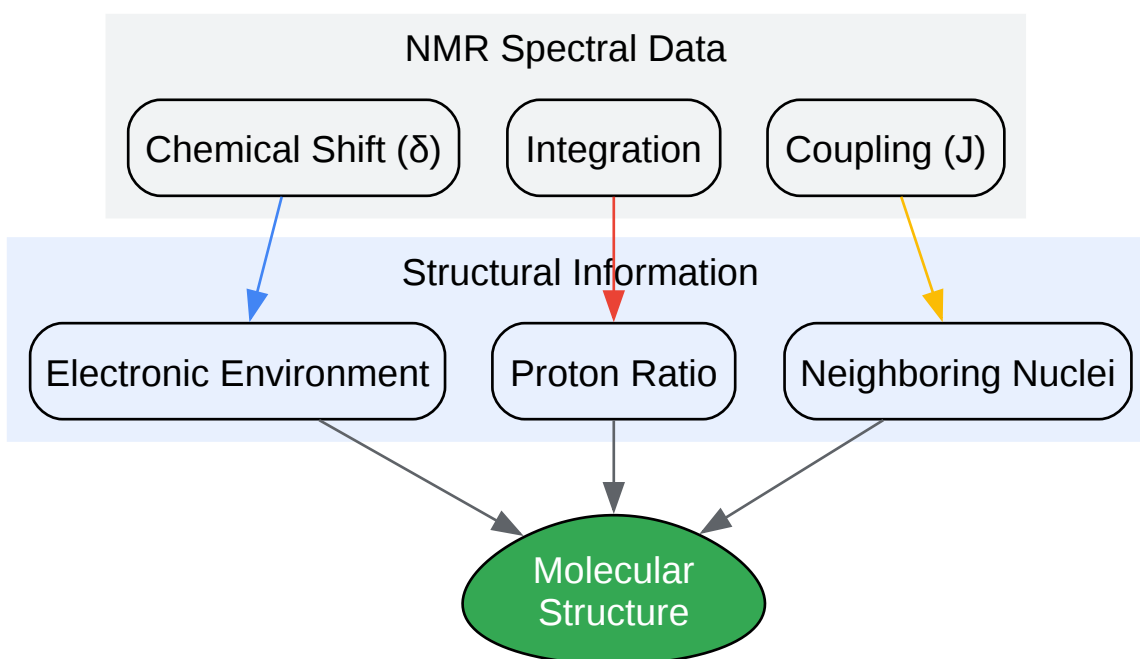 NMR Spectral Data
Chemical Shift (δ)
Integration
Coupling (J)
Structural Information
Electronic Environment
Proton Ratio
Neighboring Nuclei
Molecular
Structure